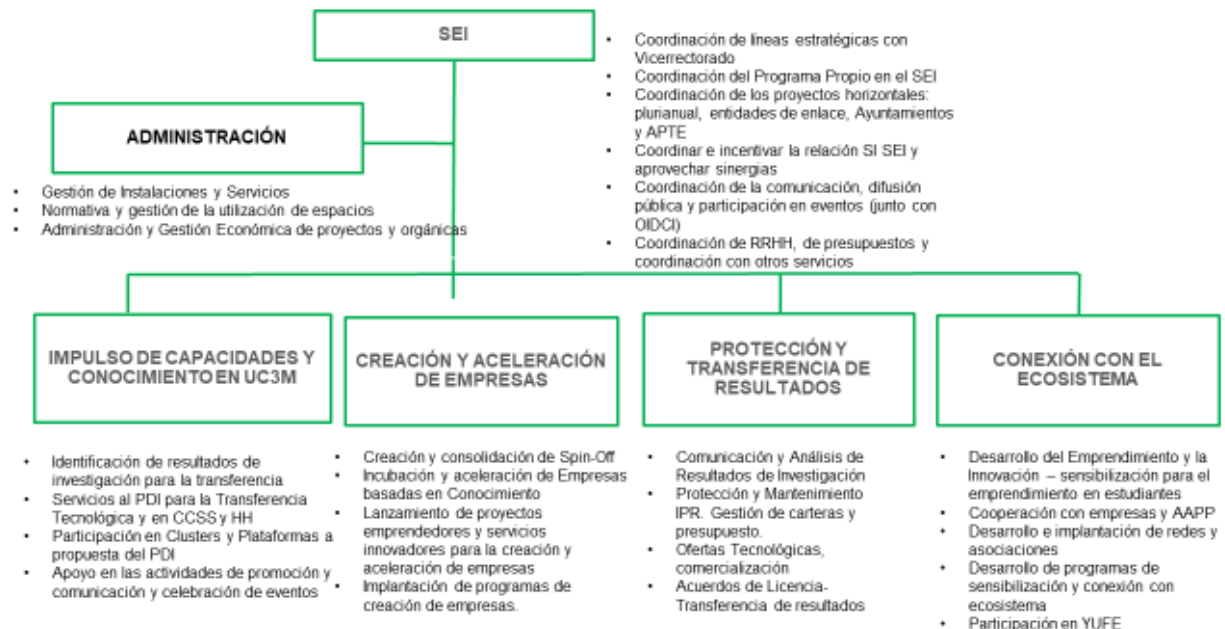 SEI
• Coordinación de líneas estratégicas con
Vicerrectorado
• Coordinación del Programa Propio en el SEI
• Coordinación de los proyectos horizontales:
plurianual, entidades de enlace, Ayuntamientos
y APTE
• Coordinar e incentivar la relación SI SEI y
aprovechar sinergias
• Coordinación de la comunicación, difusión
pública y participación en eventos (junto con
OIDCI)
• Coordinación de RRHH, de presupuestos y
coordinación con otros servicios
ADMINISTRACIÓN
• Gestión de Instalaciones y Servicios
• Normativa y gestión de la utilización de espacios
• Administración y Gestión Económica de proyectos y orgánicas
IMPULSO DE CAPACIDADES Y
CONOCIMIENTO EN UC3M
• Identificación de resultados de
investigación para la transferencia
• Servicios al PDI para la Transferencia
Tecnológica y en CCSS y HH
• Participación en Clusters y Plataformas a
propuesta del PDI
• Apoyo en las actividades de promoción y
comunicación y celebración de eventos
CREACIÓN Y ACELERACIÓN
DE EMPRESAS
• Creación y consolidación de Spin-Off
• Incubación y aceleración de Empresas
basadas en Conocimiento
• Lanzamiento de proyectos
emprendedores y servicios
innovadores para la creación y
aceleración de empresas
• Implantación de programas de
creación de empresas.
PROTECCIÓN Y
TRANSFERENCIA DE
RESULTADOS
• Comunicación y Análisis de
Resultados de Investigación
• Protección y Mantenimiento
IPR. Gestión de carteras y
presupuesto.
• Ofertas Tecnológicas,
comercialización
• Acuerdos de Licencia-
Transferencia de resultados
CONEXIÓN CON EL
ECOSISTEMA
• Desarrollo del Emprendimiento y la
Innovación – sensibilización para el
emprendimiento en estudiantes
• Cooperación con empresas y AAPP
• Desarrollo e implantación de redes y
asociaciones
• Desarrollo de programas de
sensibilización y conexión con
ecosistema
• Participación en YUFE